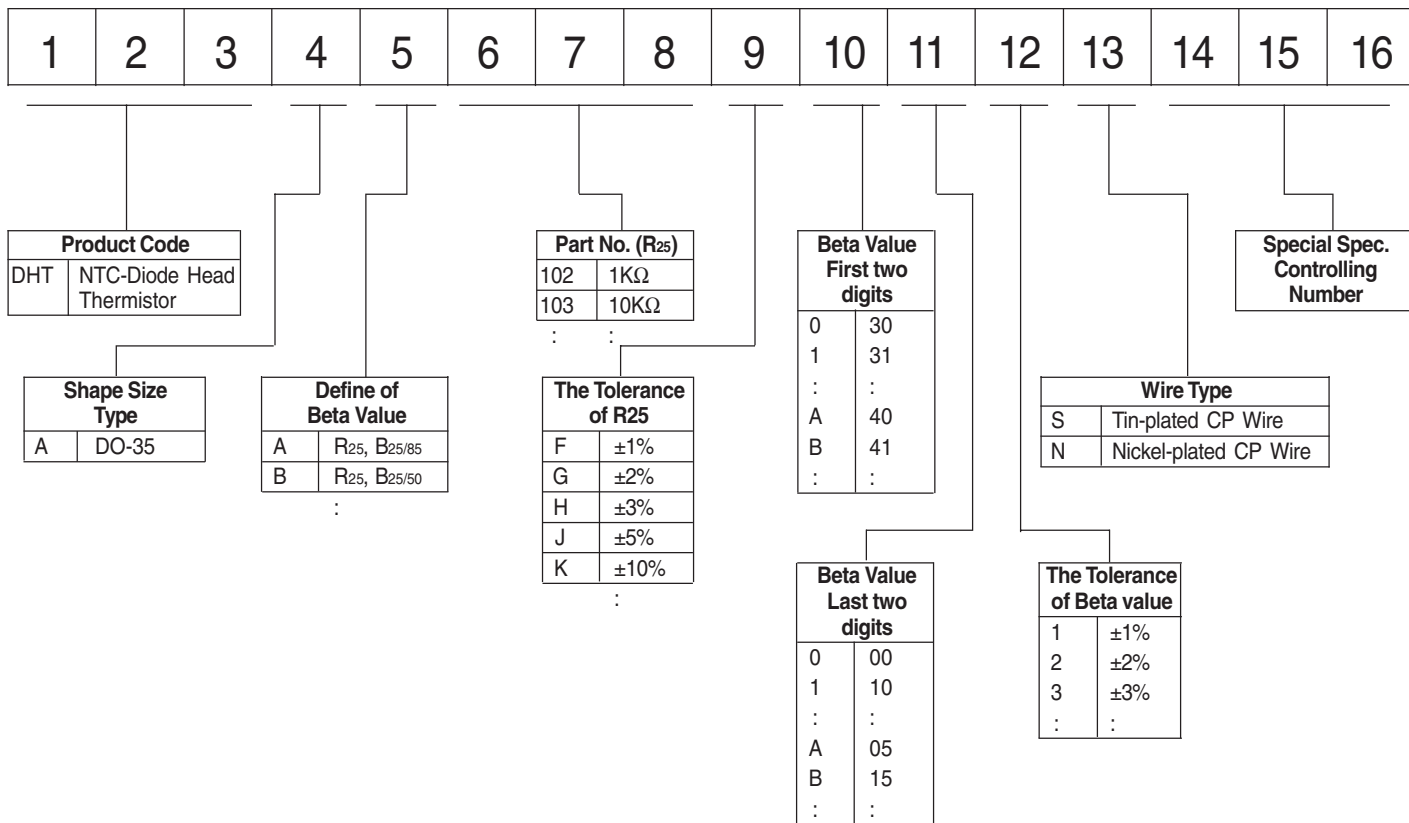 1 2 3 4 5 6 7 8 9 10 11 12 13 14 15 16
Product Code
DHT NTC-Diode Head
Thermistor
Part No. (R25)
102 1KΩ
103 10KΩ
: :
Beta Value
First two
digits
0 30
1 31
: :
A 40
B 41
: :
Special Spec.
Controlling
Number
Shape Size
Type
A DO-35
Define of
Beta Value
A R25, B25/85
B R25, B25/50
:
The Tolerance
of R25
F ±1%
G ±2%
H ±3%
J ±5%
K ±10%
:
Wire Type
S Tin-plated CP Wire
N Nickel-plated CP Wire
Beta Value
Last two
digits
0 00
1 10
: :
A 05
B 15
: :
The Tolerance
of Beta value
1 ±1%
2 ±2%
3 ±3%
: :